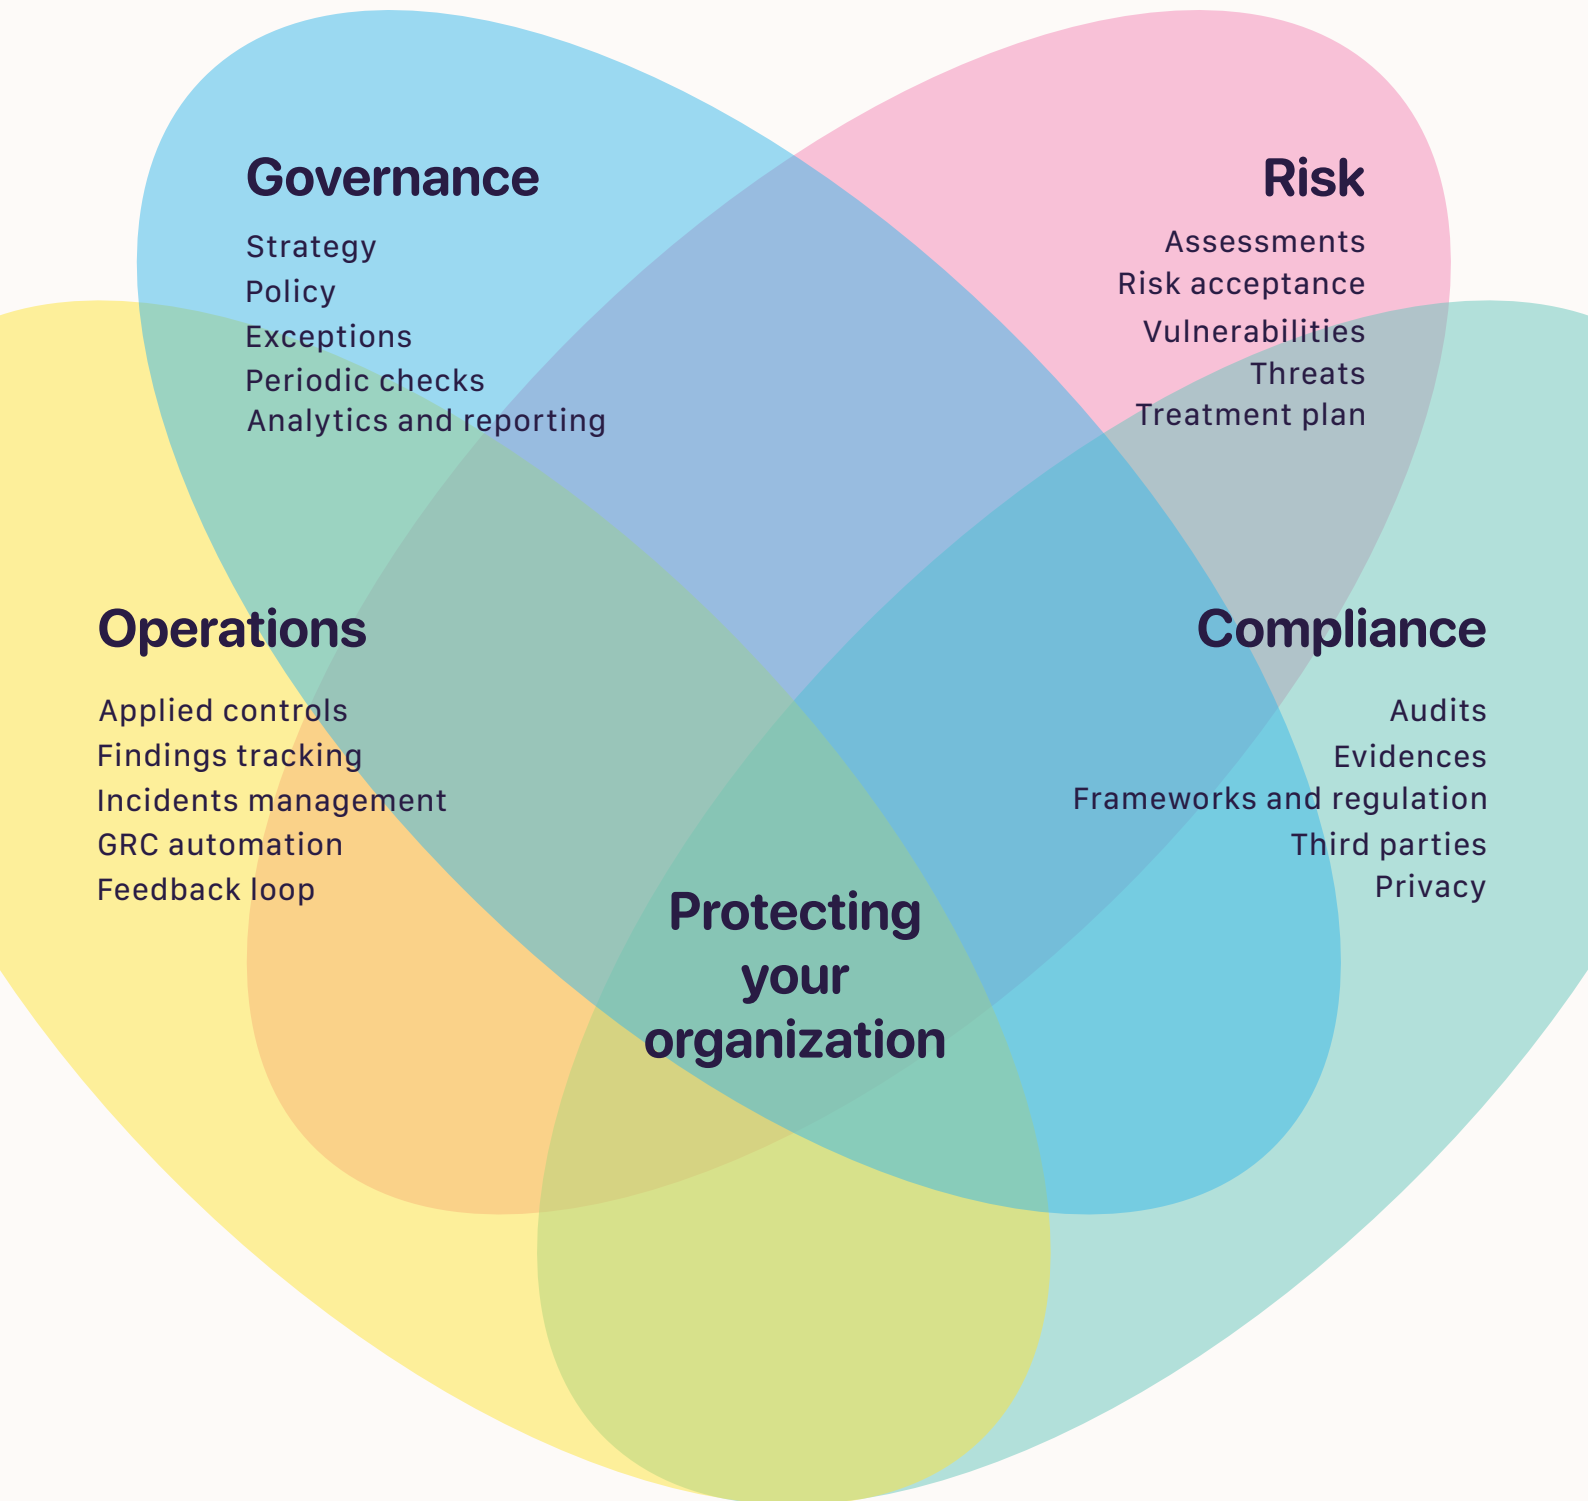 Governance
Strategy
Policy
Exceptions
Periodic checks
Analytics and reporting
Risk
Assessments
Risk acceptance
Vulnerabilities
Threats
Treatment plan
Operations
Applied controls
Findings tracking
Incidents management
GRC automation
Feedback loop
Compliance
Audits
Evidences
Frameworks and regulation
Third parties
Privacy
Protecting
your
organization